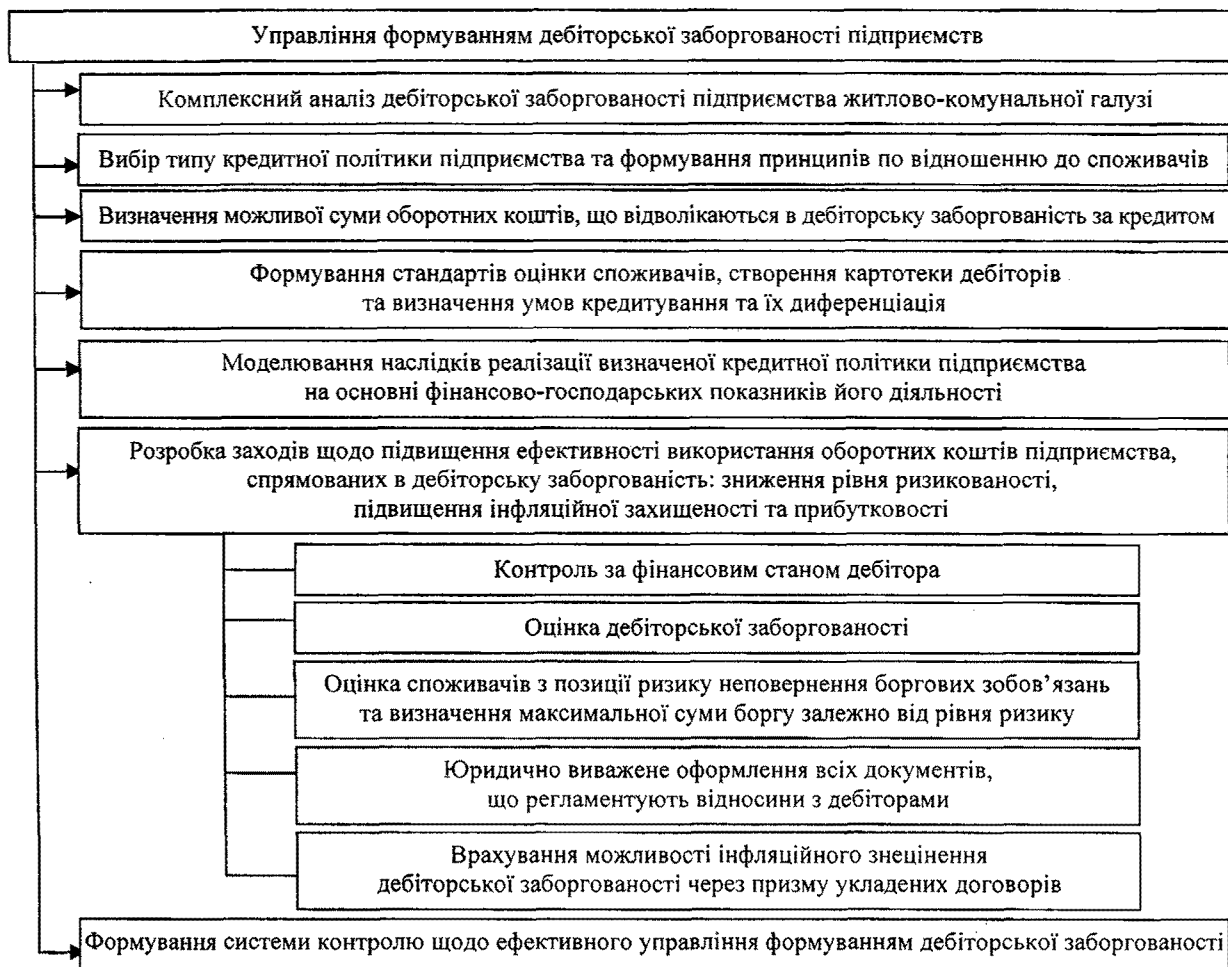 Управління формуванням дебіторської заборгованості підприємств
Комплексний аналіз дебіторської заборгованості підприємства житлово-комунальної галузі
Вибір типу кредитної політики підприємства та формування принципів по відношенню до споживачів
Визначення можливої суми оборотних коштів, що відволікаються в дебіторську заборгованість за кредитом
Формування стандартів оцінки споживачів, створення картотеки дебіторів
та визначення умов кредитування та їх диференціація
Моделювання наслідків реалізації визначеної кредитної політики підприємства
на основні фінансово-господарських показників його діяльності
Розробка заходів щодо підвищення ефективності використання оборотних коштів підприємства,
спрямованих в дебіторську заборгованість: зниження рівня ризикованості,
підвищення інфляційної захищеності та прибутковості
Контроль за фінансовим станом дебітора
Оцінка дебіторської заборгованості
Оцінка споживачів з позиції ризику неповернення боргових зобов’язань
та визначення максимальної суми боргу залежно від рівня ризику
Юридично виважене оформлення всіх документів,
що регламентують відносини з дебіторами
Врахування можливості інфляційного знецінення
дебіторської заборгованості через призму укладених договорів
Формування системи контролю щодо ефективного управління формуванням дебіторської заборгованості